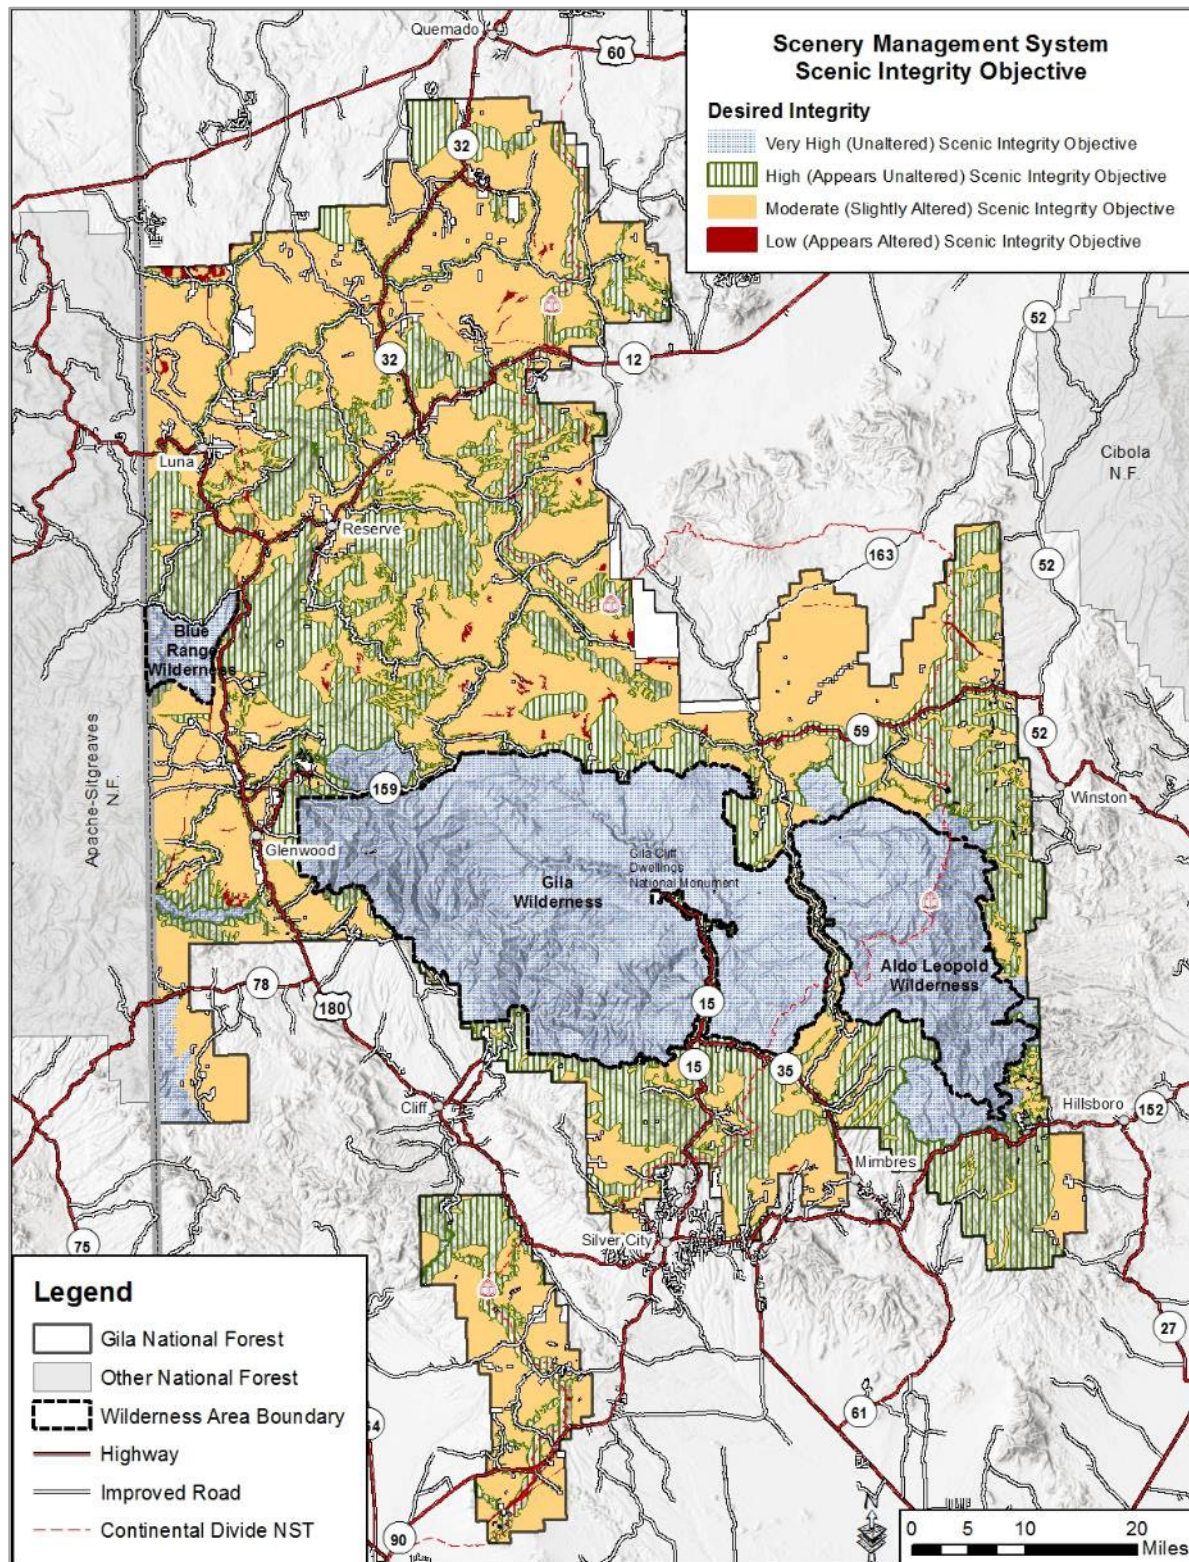 Quemado
60
Scenery Management System
Scenic Integrity Objective
Desired Integrity
Very High (Unaltered) Scenic Integrity Objective
High (Appears Unaltered) Scenic Integrity Objective
Moderate (Slightly Altered) Scenic Integrity Objective
Low (Appears Altered) Scenic Integrity Objective
32
52
32
12
Luna
Cibola
N.F.
Reserve
163
52
Blue
Range
Wilderness
Apache-Sitgreaves
N.F.
59
52
159
Winston
Glenwood
Gila Cliff
Dwellings
National Monument
Gila
Wilderness
Aldo Leopold
Wilderness
78
180
15
15
35
Cliff
Hillsboro
152
Mimbres
75
Silver City
Legend
Gila National Forest
Other National Forest
Wilderness Area Boundary
Highway
Improved Road
Continental Divide NST
27
61
90
N
0 5 10 20
Miles